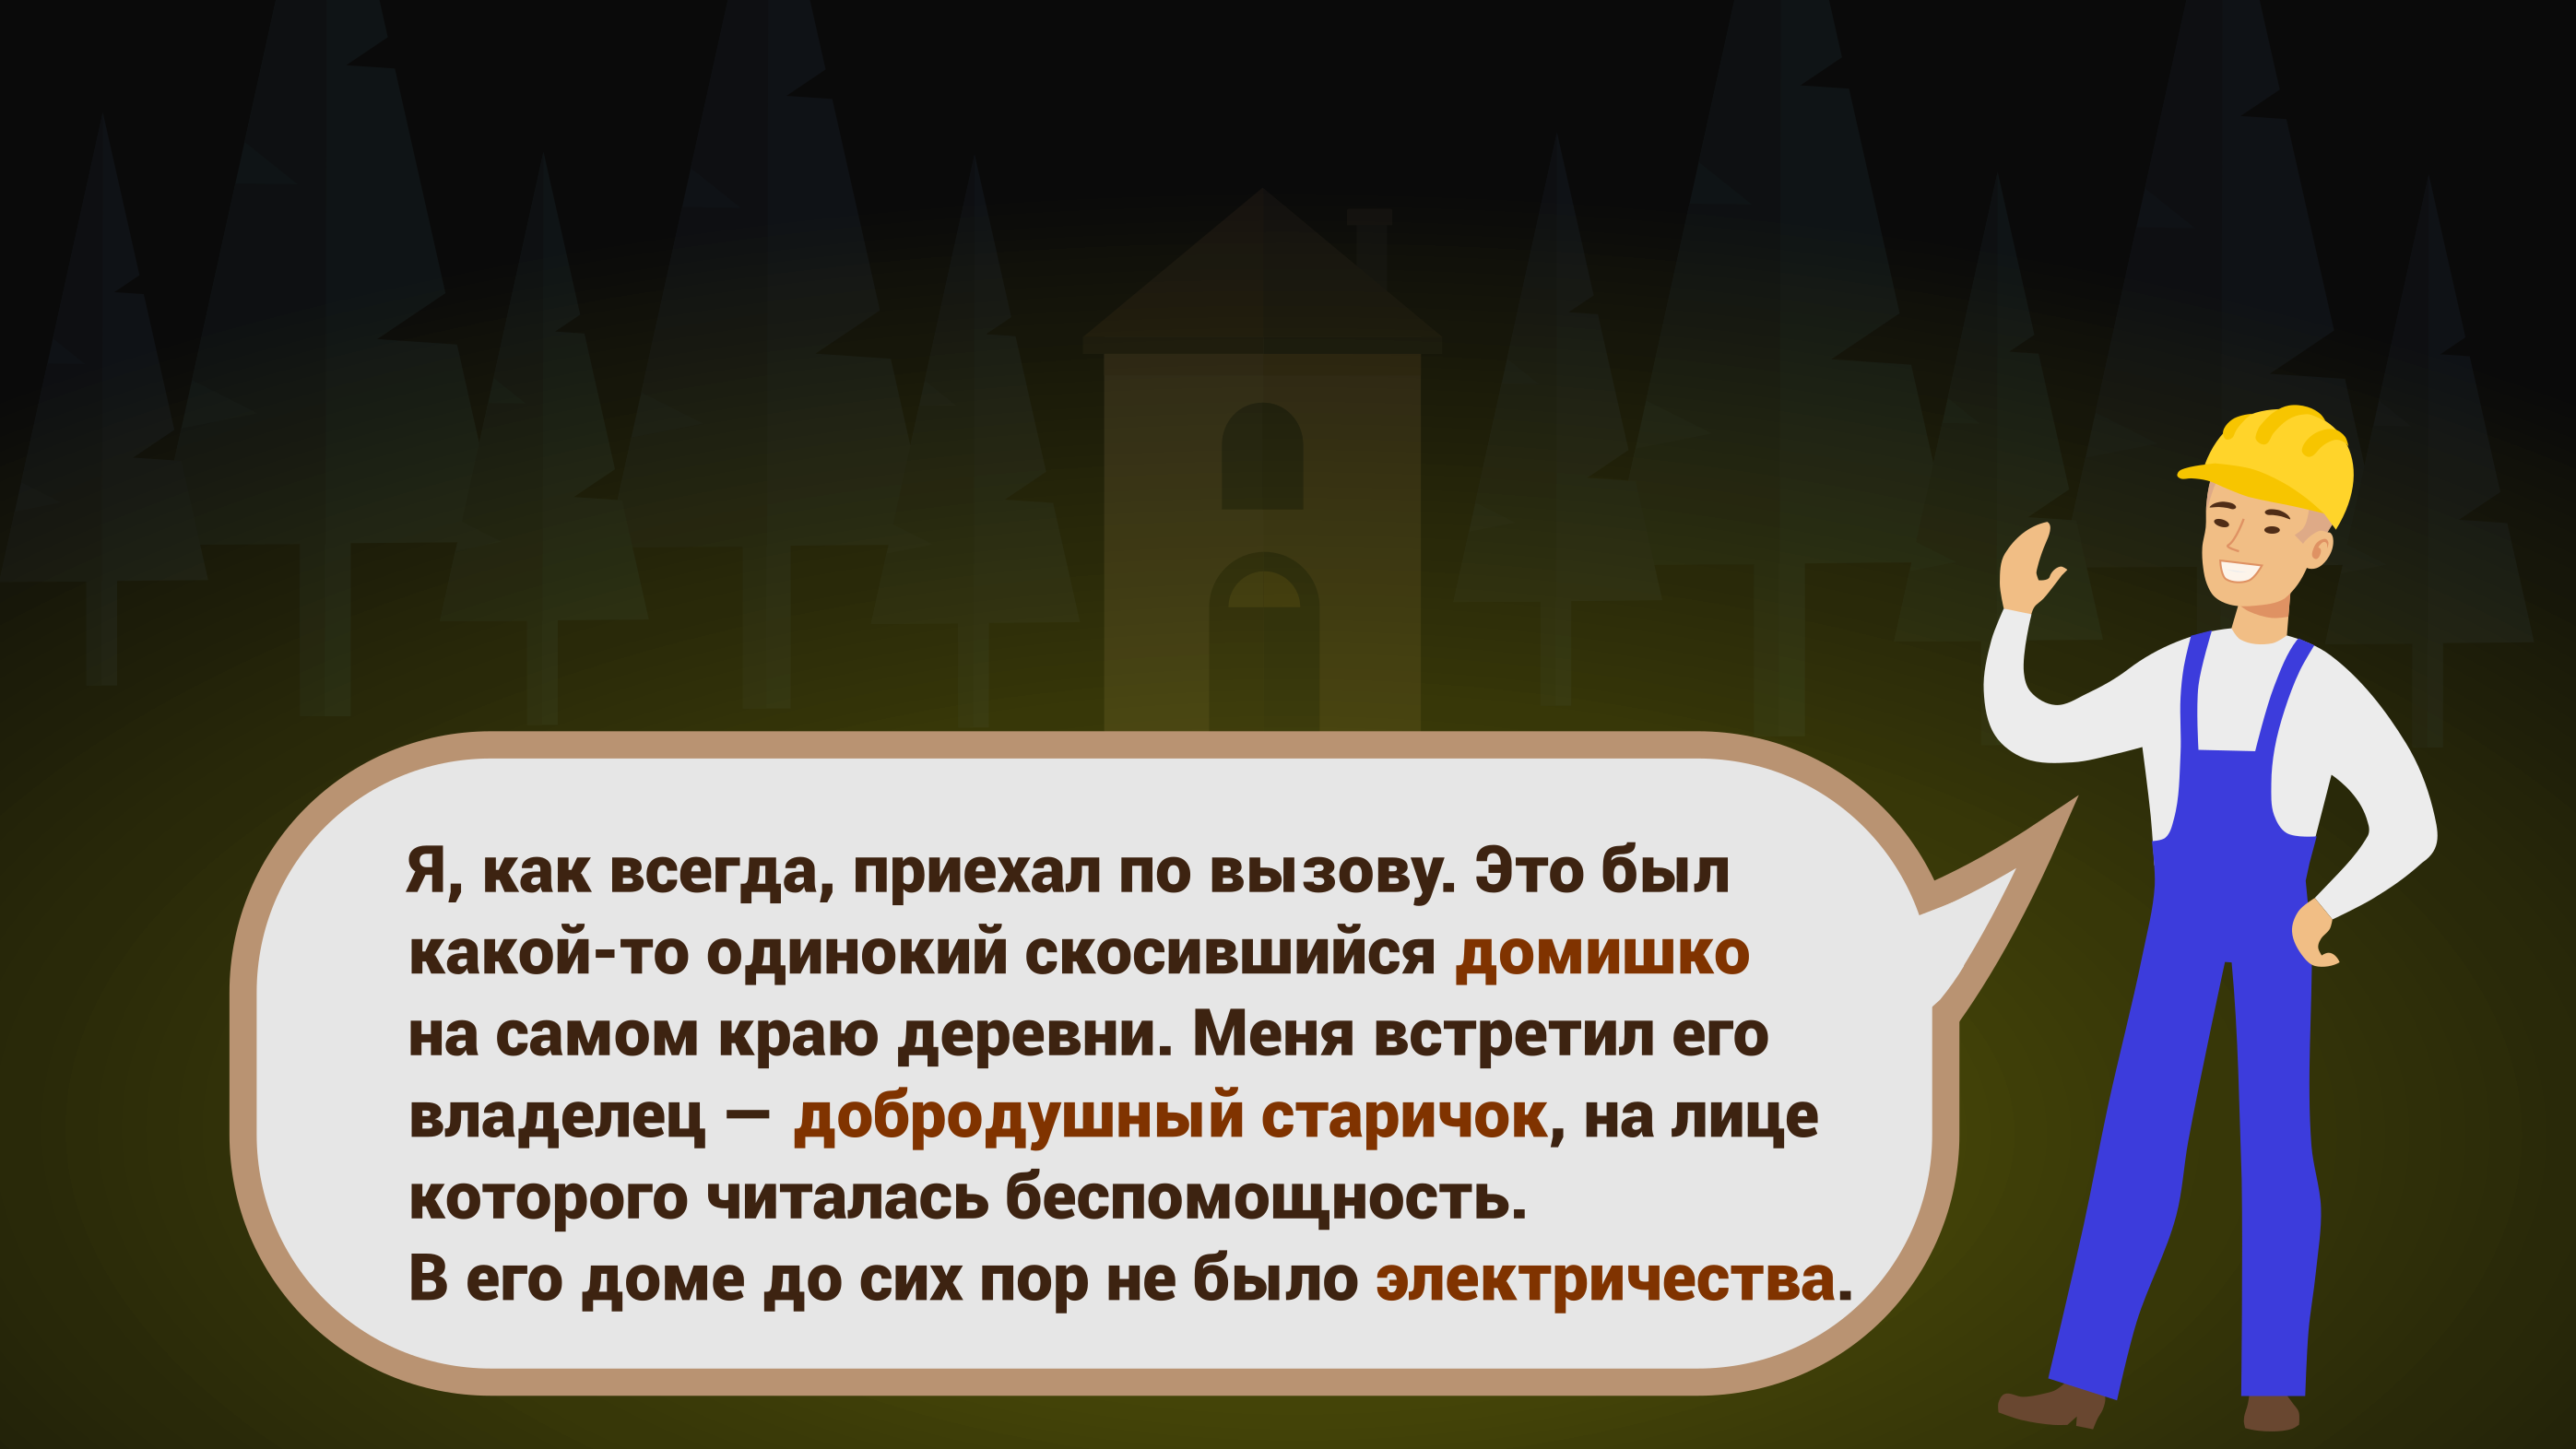 Я, как всегда, приехал по вызову. Это был
какой-то одинокий скосившийся домишко
на самом краю деревни. Меня встретил его
владелец — добродушный старичок, на лице
которого читалась беспомощность.
В его доме до сих пор не было электричества.